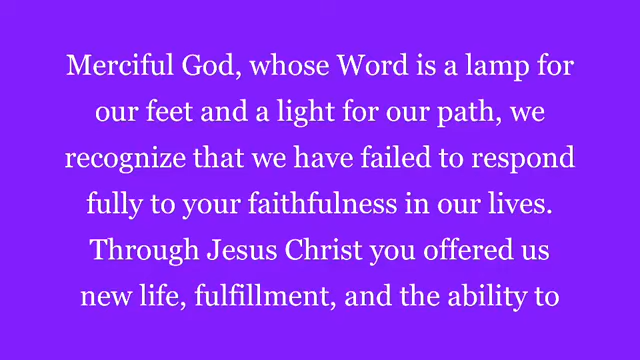 Merciful God, whose Word is a lamp for
our feet and a light for our path, we
recognize that we have failed to respond
fully to your faithfulness in our lives.
Through Jesus Christ you offered us
new life, fulfillment, and the ability to